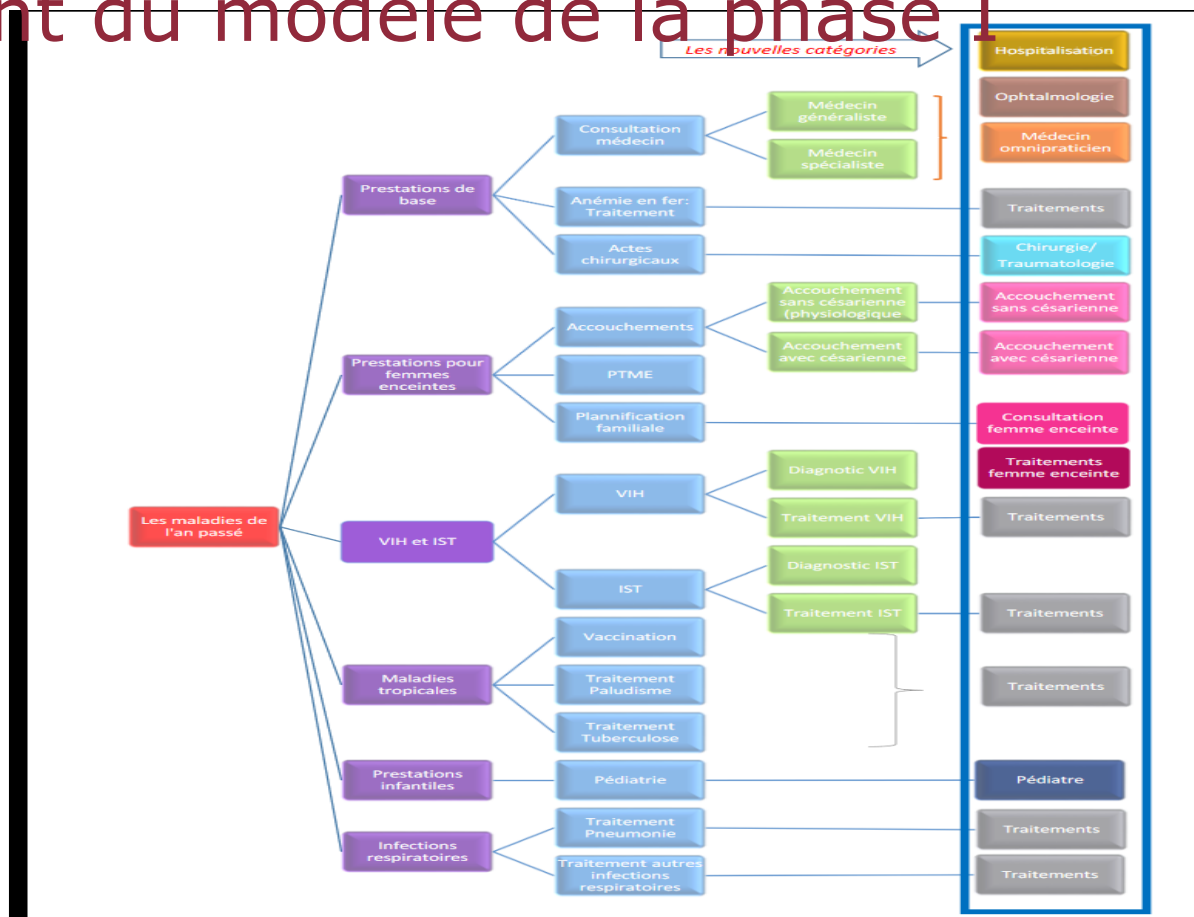 nt du modèle de la phase I
Les nouvelles catégories
Hospitalisation
Ophtalmologie
Médecin
omnipraticien
Médecin
généraliste
Médecin
spécialiste
Consultation
médecin
Prestations de
base
Anémie en fer:
Traitement
Traitements
Actes
chirurgicaux
Chirurgie/
Traumatologie
Accouchement
sans césarienne
(physiologique
Accouchement
sans césarienne
Accouchements
Accouchement
avec césarienne
Accouchement
avec césarienne
Prestations pour
femmes
enceintes
PTME
Plannification
familiale
Consultation
femme enceinte
Traitements
femme enceinte
Diagnotic VIH
VIH
Traitement VIH
Traitements
Les maladies de
l'an passé
VIH et IST
Diagnostic IST
IST
Traitement IST
Traitements
Vaccination
Maladies
tropicales
Traitement
Paludisme
Traitements
Traitement
Tuberculose
Prestations
infantiles
Pédiatrie
Pédiatre
Traitement
Pneumonie
Traitements
Infections
respiratoires
Traitement autres
infections
respiratoires
Traitements